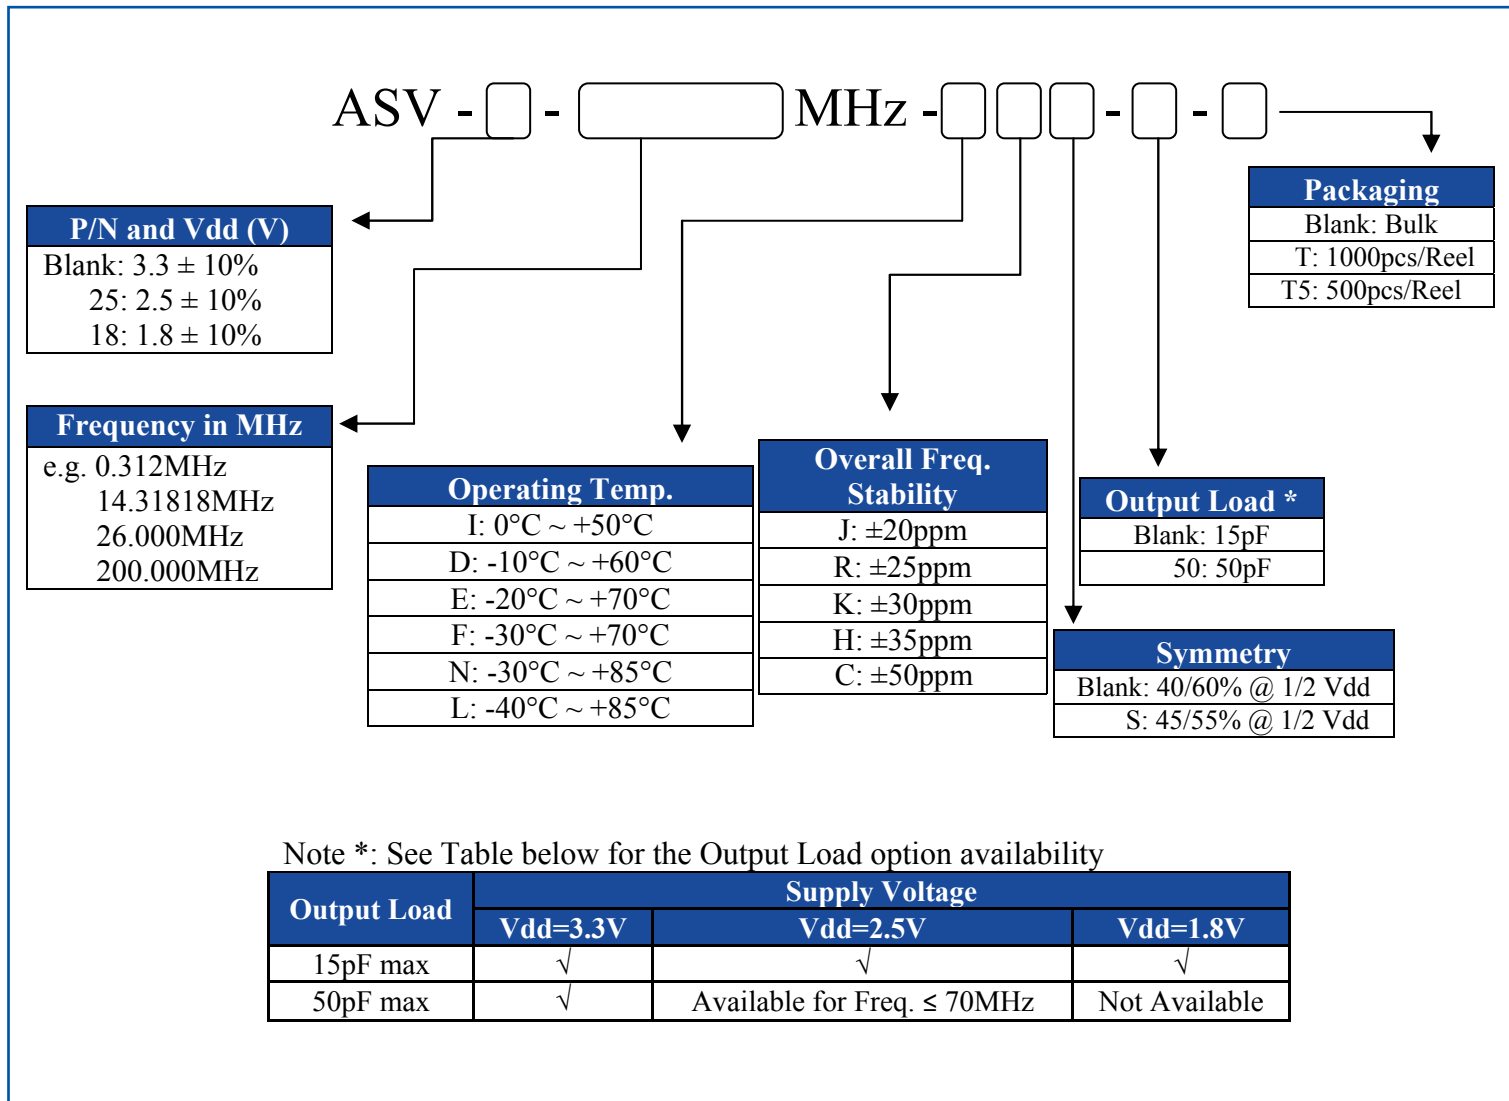 ASV - - MHz - - -
Packaging
Blank: Bulk
T: 1000pcs/Reel
T5: 500pcs/Reel
P/N and Vdd (V)
Blank: 3.3 ± 10%
25: 2.5 ± 10%
18: 1.8 ± 10%
Frequency in MHz
e.g. 0.312MHz
14.31818MHz
26.000MHz
200.000MHz
Operating Temp.
I: 0°C ~ +50°C
D: -10°C ~ +60°C
E: -20°C ~ +70°C
F: -30°C ~ +70°C
N: -30°C ~ +85°C
L: -40°C ~ +85°C
Overall Freq.
Stability
J: ±20ppm
R: ±25ppm
K: ±30ppm
H: ±35ppm
C: ±50ppm
Output Load *
Blank: 15pF
50: 50pF
Symmetry
Blank: 40/60% @ 1/2 Vdd
S: 45/55% @ 1/2 Vdd
Note *: See Table below for the Output Load option availability
Output Load
Supply Voltage
Vdd=3.3V Vdd=2.5V Vdd=1.8V
15pF max √ √ √
50pF max √ Available for Freq. ≤ 70MHz Not Available